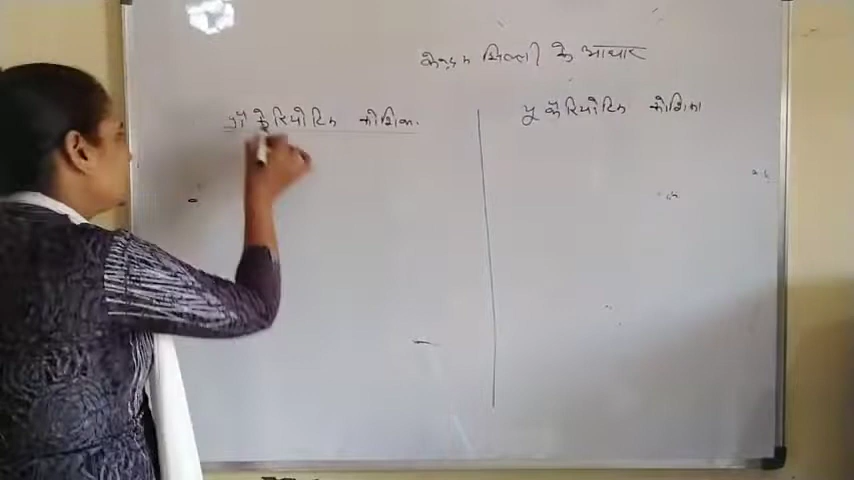 केन्द्रक झिल्ली के आधार
प्रोकैरियोटिक कोशिका
यूकैरियोटिक कोशिका